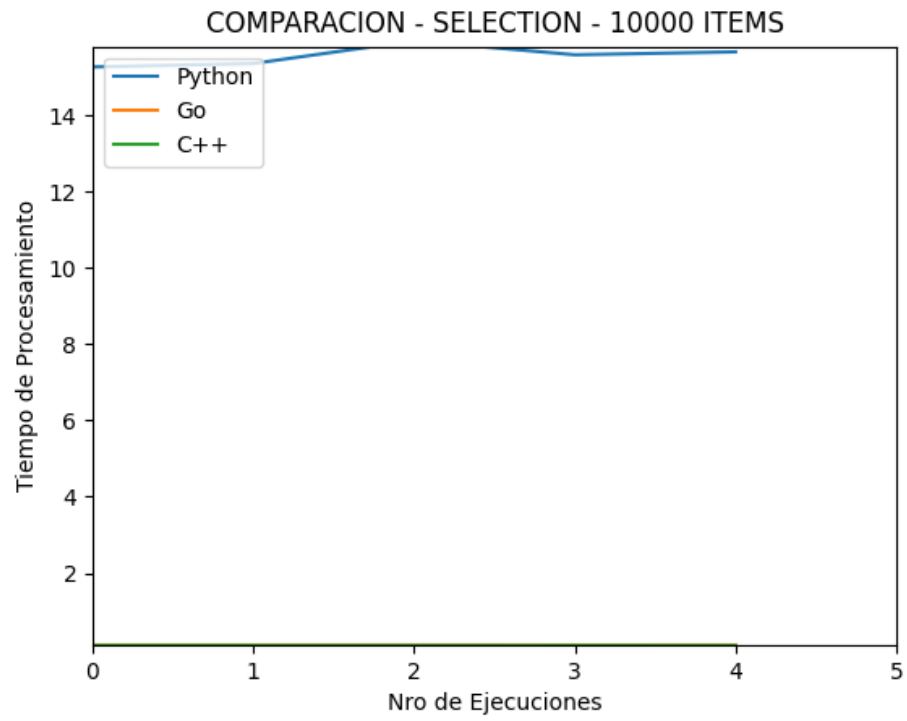 COMPARACION - SELECTION - 10000 ITEMS
Python
Go
C++
Tiempo de Procesamiento
14
12
10
8
6
4
2
0 1 2 3 4 5
Nro de Ejecuciones